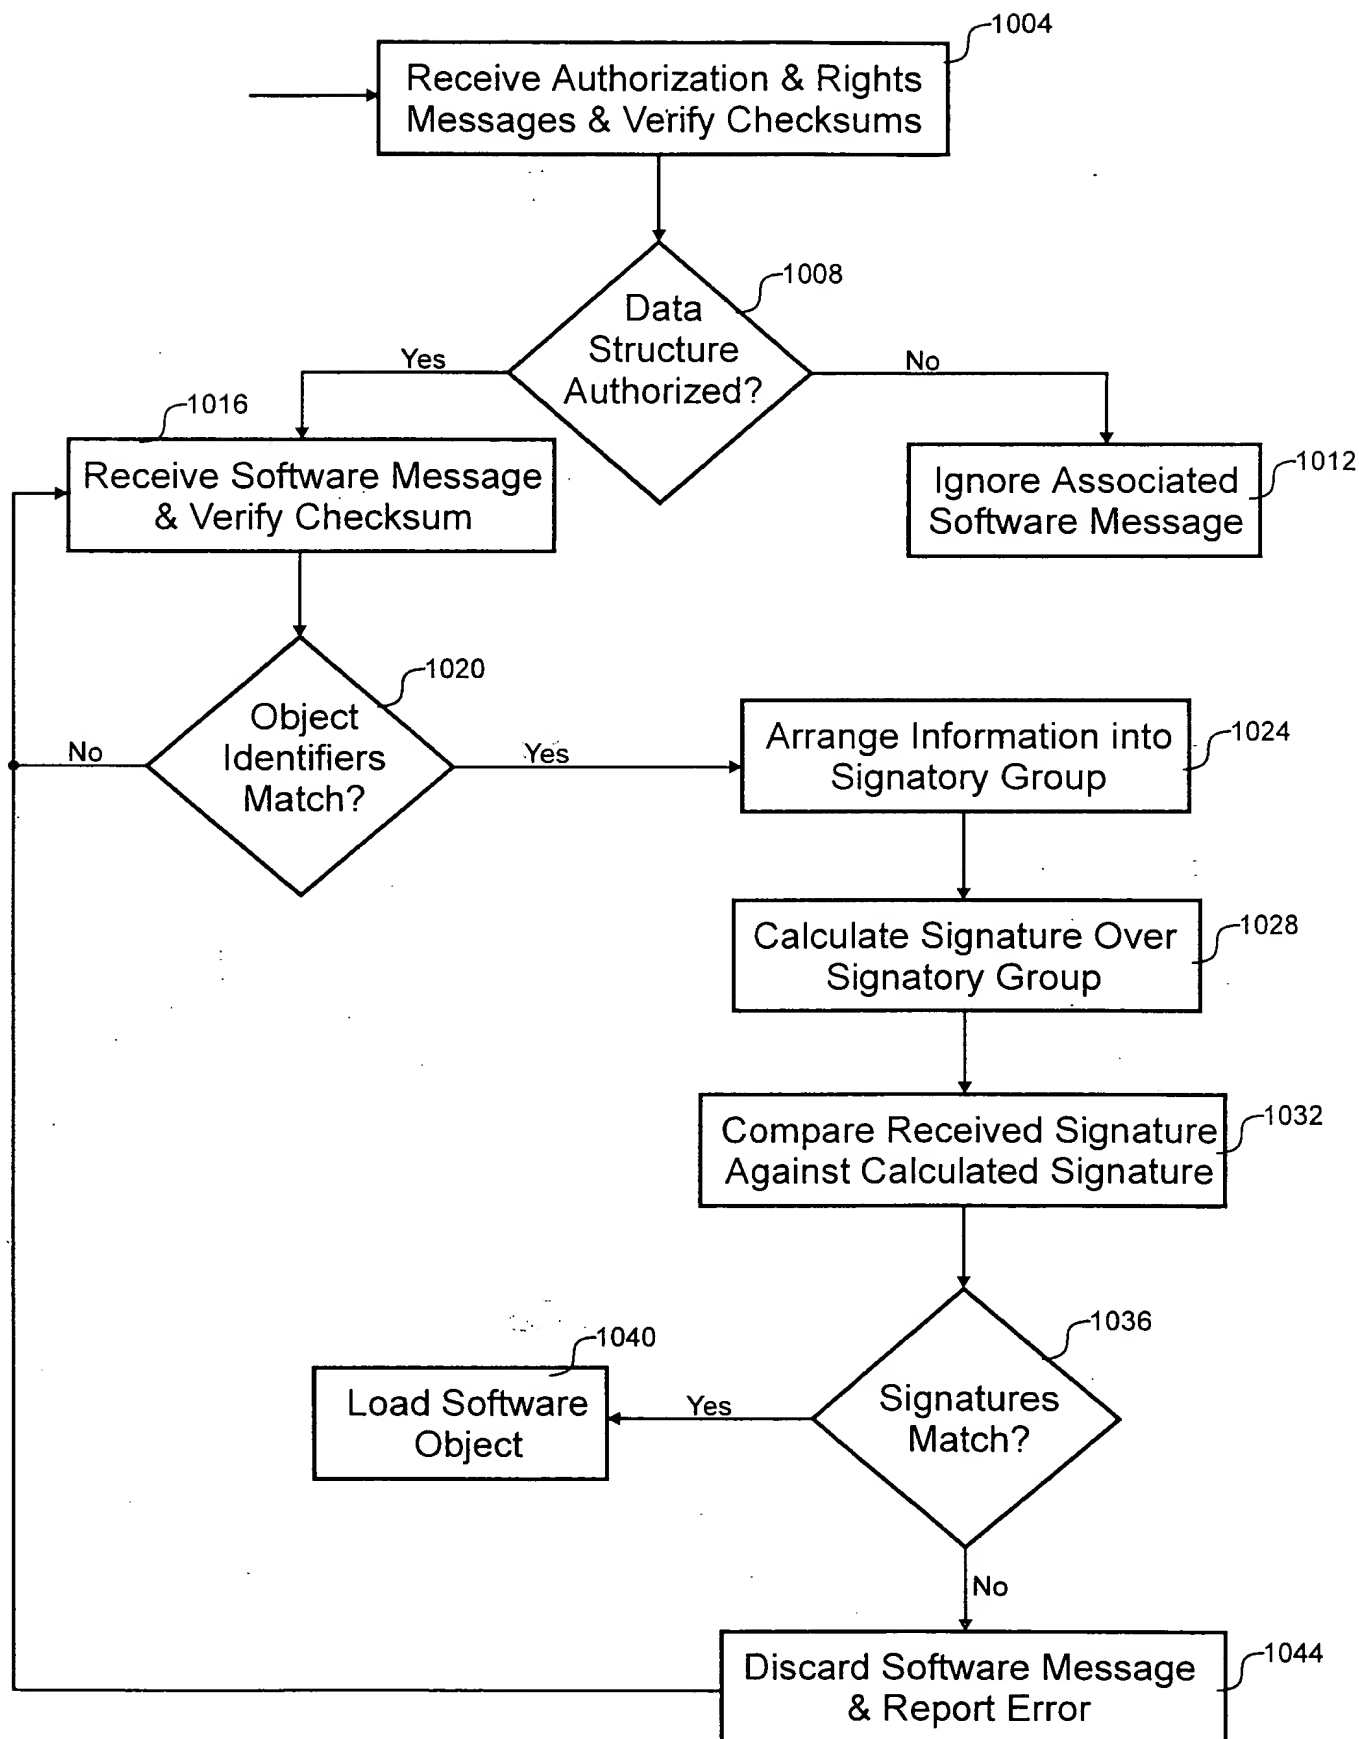 1004
Receive Authorization & Rights
Messages & Verify Checksums
1008
Data
Structure
Authorized?
Yes
No
1016
Receive Software Message
& Verify Checksum
1012
Ignore Associated
Software Message
1020
Object
Identifiers
Match?
No
Yes
1024
Arrange Information into
Signatory Group
1028
Calculate Signature Over
Signatory Group
1032
Compare Received Signature
Against Calculated Signature
1036
Signatures
Match?
1040
Load Software
Object
Yes
No
1044
Discard Software Message
& Report Error